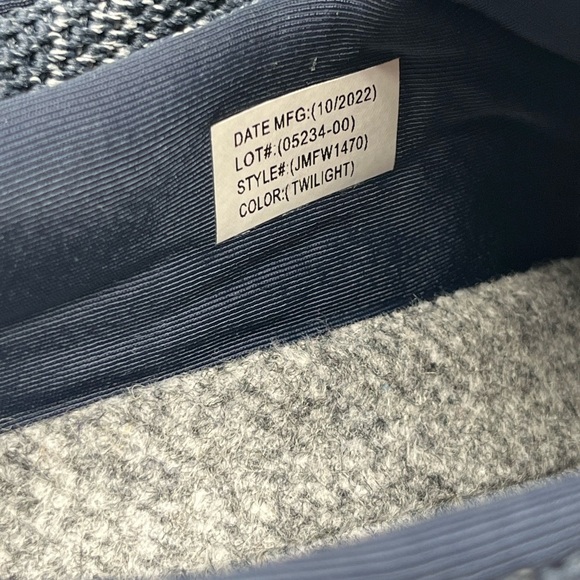 DATE MFG:(10/2022)
LOT#:(05234-00)
STYLE#:(JMFW1470)
COLOR:(TWILIGHT)